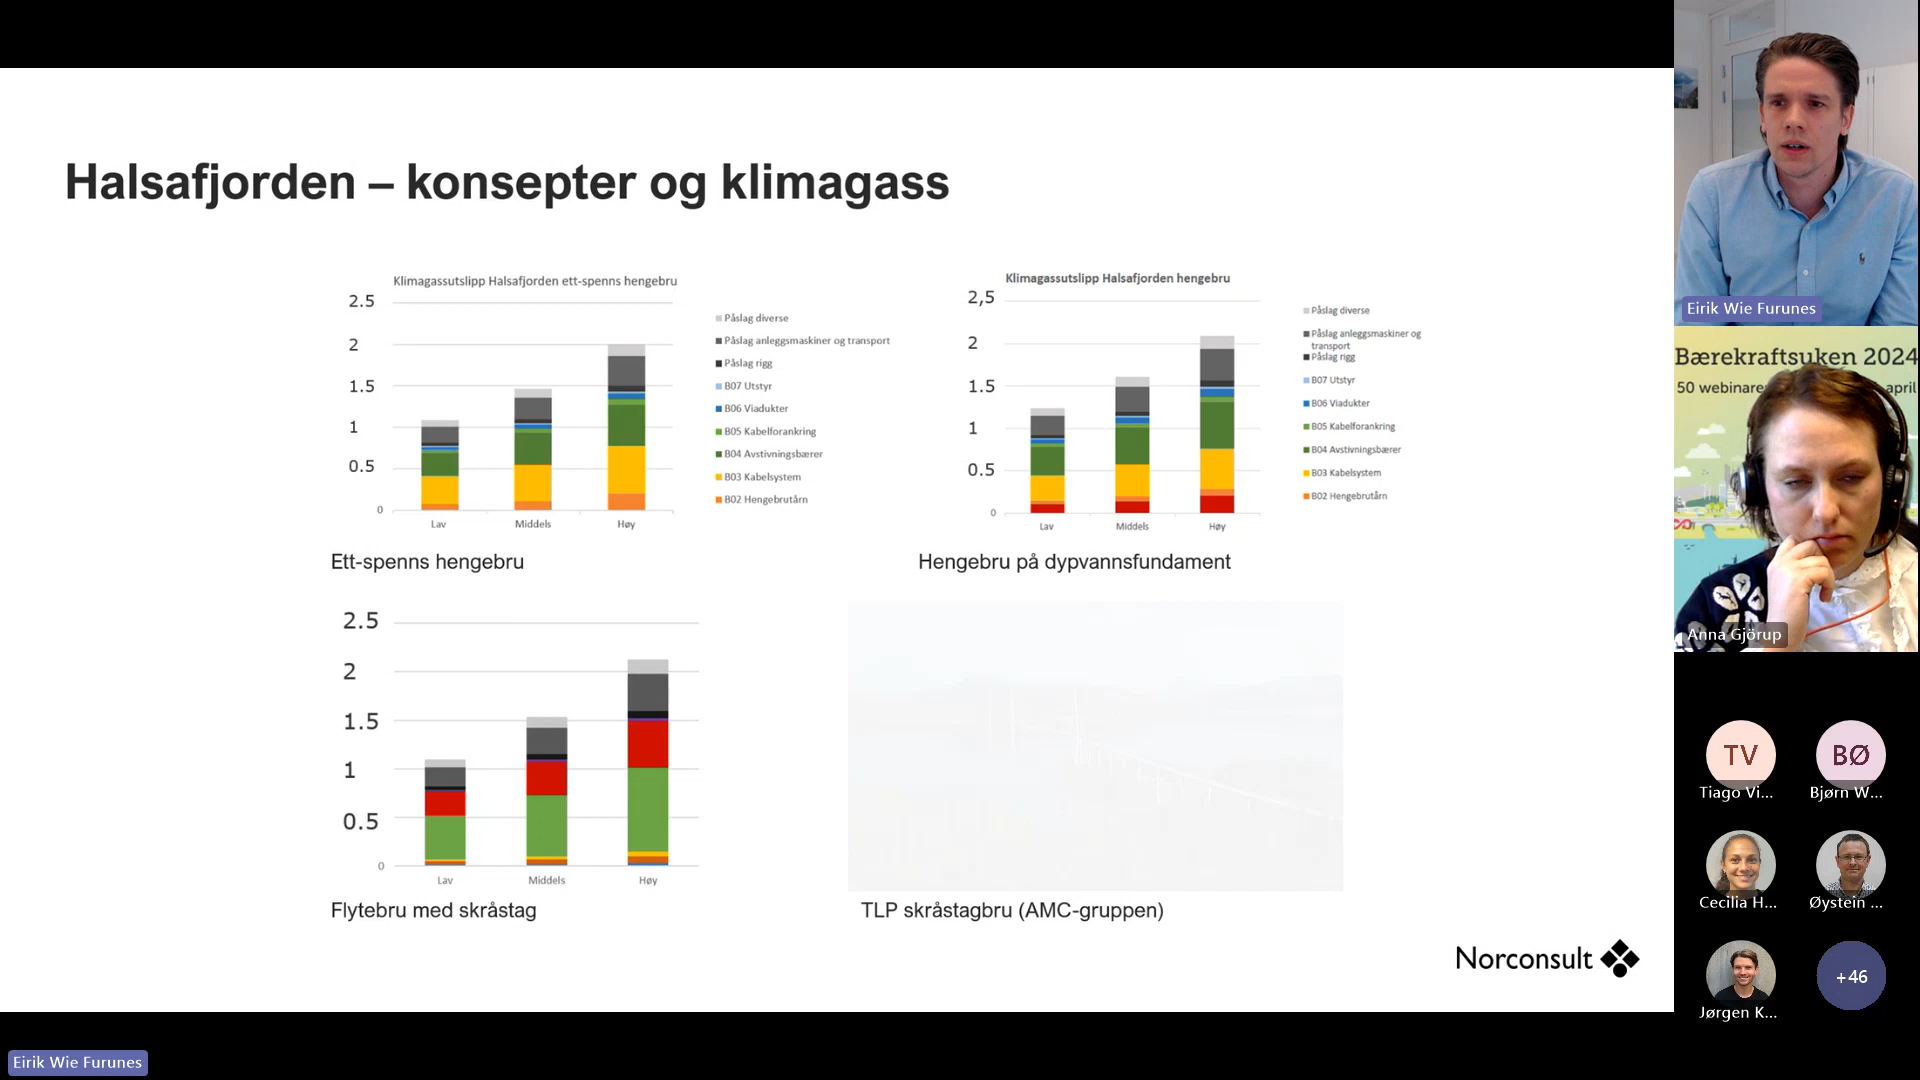 Halsafjorden – konsepter og klimagass
Klimagassutslipp Halsafjorden ett-spenns hengebru
2.5
2
1.5
1
0.5
0
Lav
Middels
Høy
Påslag diverse
Påslag anleggsmaskiner og transport
Påslag rigg
B07 Utstyr
B06 Viadukter
B05 Kabelforankring
B04 Avstivningsbærer
B03 Kabelsystem
B02 Hengebrutårn
Ett-spenns hengebru
Klimagassutslipp Halsafjorden hengebru
2,5
2
1.5
1
0.5
0
Lav
Middels
Høy
Påslag diverse
Påslag anleggsmaskiner og
transport
Påslag rigg
B07 Utstyr
B06 Viadukter
B05 Kabelforankring
B04 Avstivningsbærer
B03 Kabelsystem
B02 Hengebrutårn
Hengebru på dypvannsfundament
2.5
2
1.5
1
0.5
0
Lav
Middels
Høy
Flytebru med skråstag
TLP skråstagbru (AMC-gruppen)
Norconsult
Eirik Wie Furunes
Eirik Wie Furunes
Bærekraftsuken 2024
50 webinarer
april
Anna Gjörup
TV
Tiago Vi...
BØ
Bjørn W...
Cecilia H...
Øystein ...
Jørgen K...
+46